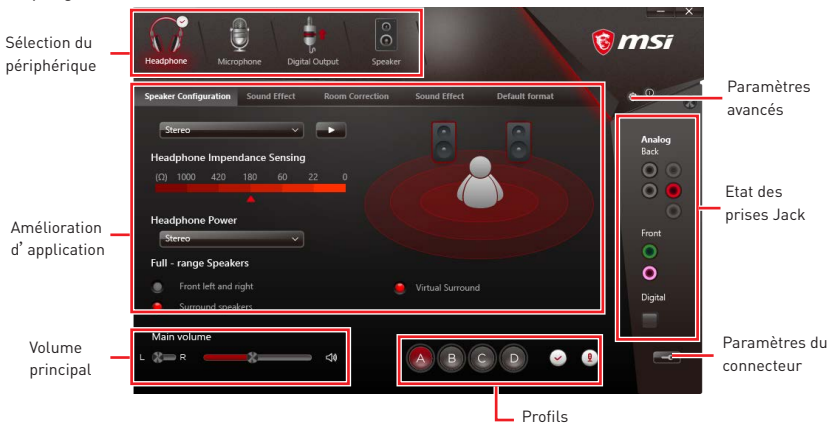 Sélection du
périphérique
Headphone
Microphone
Digital Output
Speaker
msi
Speaker Configuration
Sound Effect
Room Correction
Sound Effect
Default format
Paramètres
avancés
Stereo
Headphone Impendance Sensing
(Ω) 1000 420 180 60 22 0
Headphone Power
Stereo
Full - range Speakers
Front left and right
Virtual Surround
Surround speakers
Amélioration
d'application
Analog
Back
Front
Digital
Etat des
prises Jack
Main volume
L R
Volume
principal
A B C D
Paramètres du
connecteur
Profils